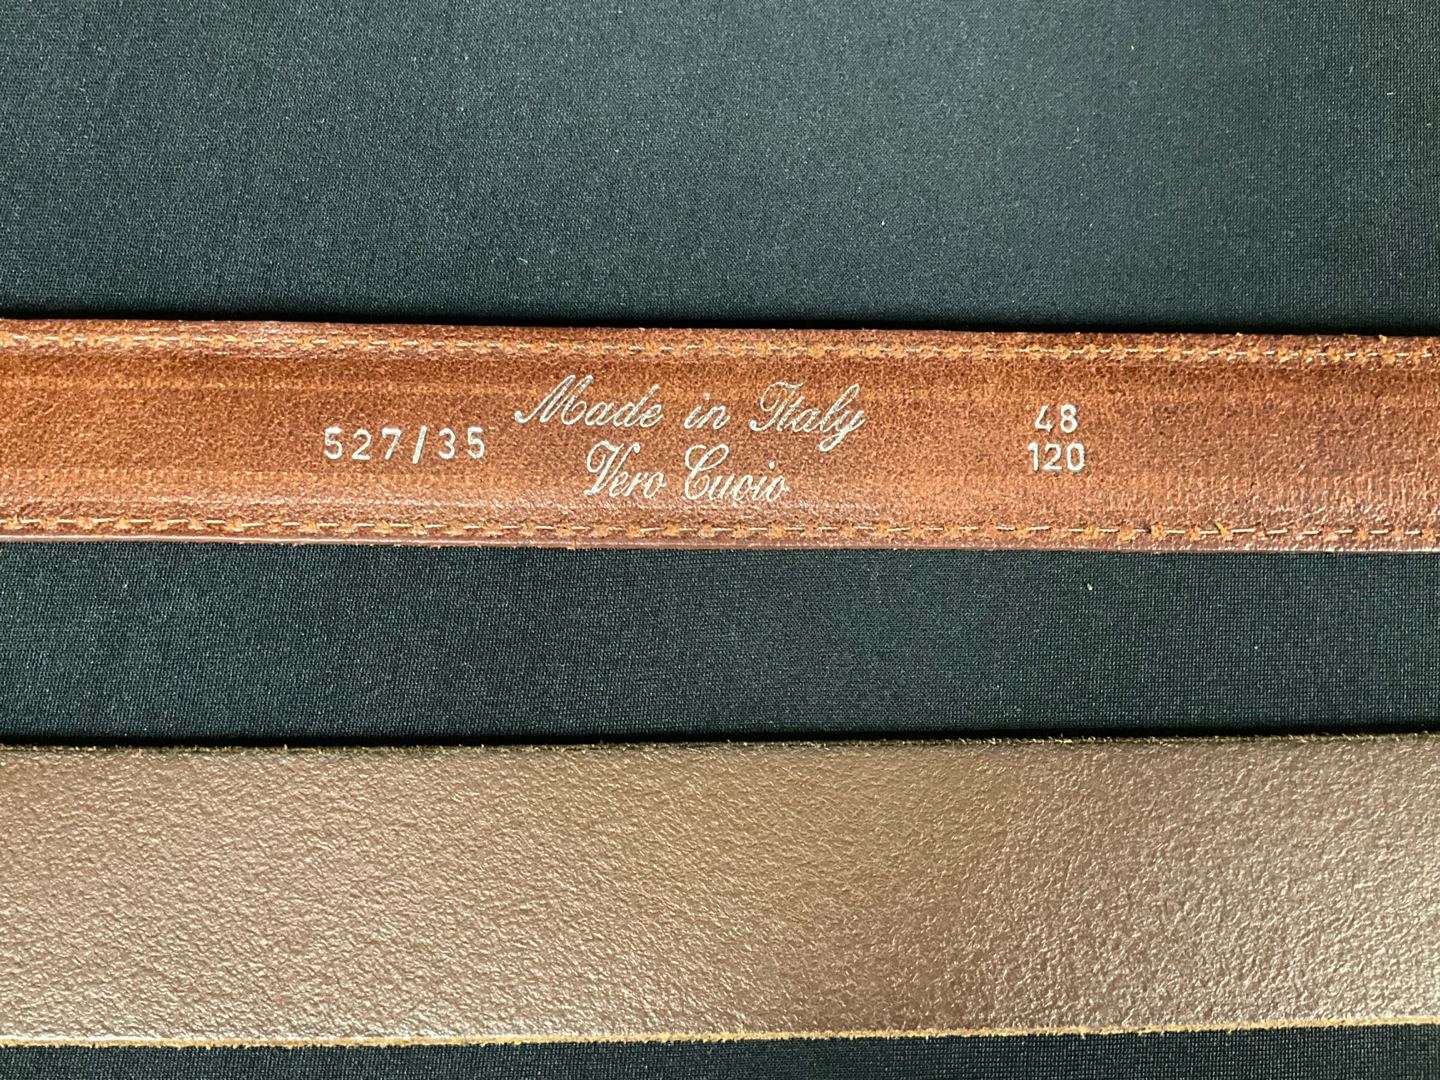 527/35
Made in Italy
Vero Cuoio
48
120